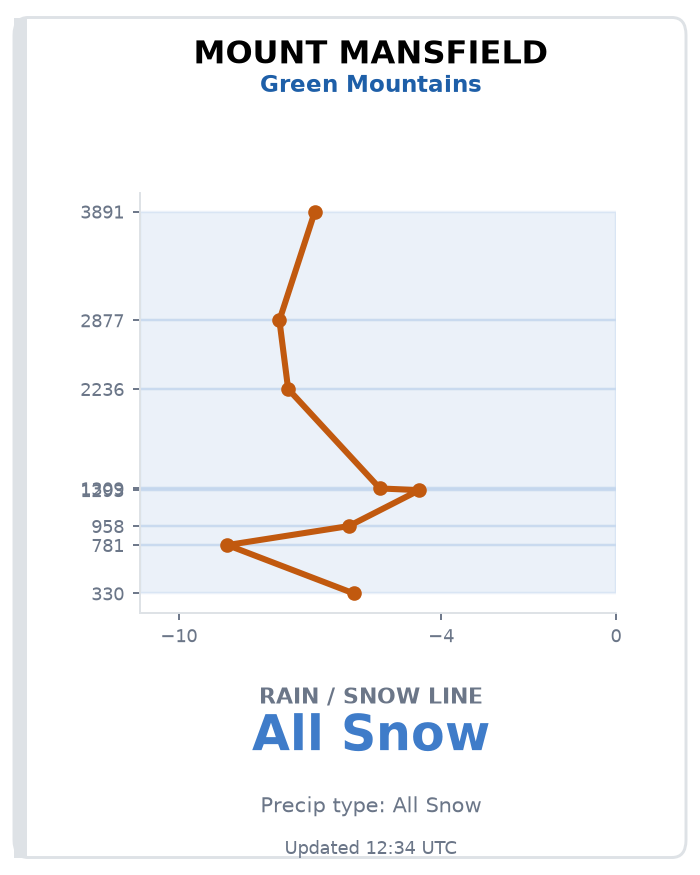 MOUNT MANSFIELD
Green Mountains
3891
2877
2236
958
781
330
−10 −4 0
RAIN / SNOW LINE
All Snow
Precip type: All Snow
Updated 12:34 UTC